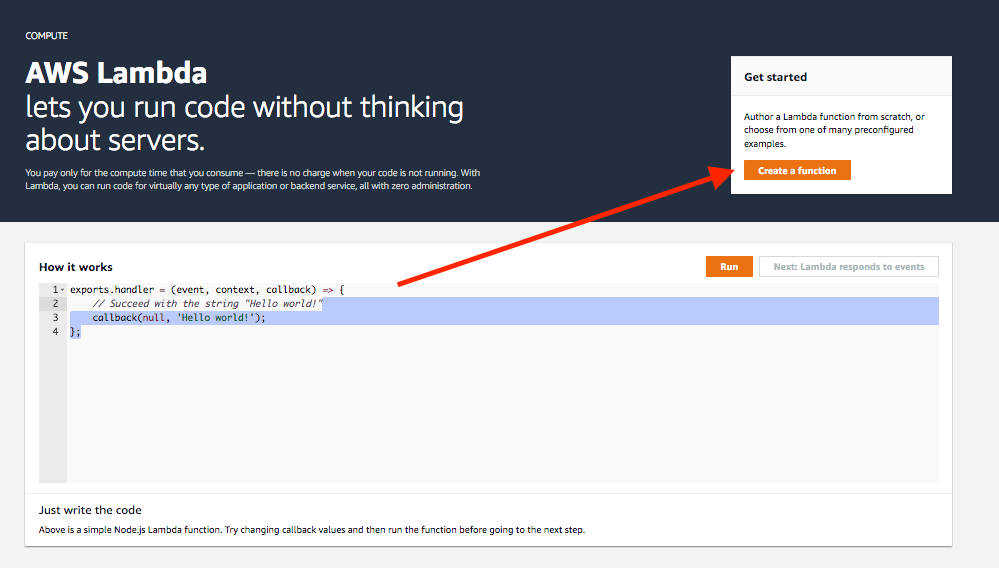 COMPUTE
AWS Lambda
lets you run code without thinking
about servers.
You pay only for the compute time that you consume — there is no charge when your code is not running. With
Lambda, you can run code for virtually any type of application or backend service, all with zero administration.
Get started
Author a Lambda function from scratch, or
choose from one of many preconfigured
examples.
Create a function
How it works
Run
Next: Lambda responds to events
1 exports.handler = (event, context, callback) => {
2 // Succeed with the string "Hello world!"
3 callback(null, 'Hello world!');
4 };
Just write the code
Above is a simple Node.js Lambda function. Try changing callback values and then run the function before going to the next step.